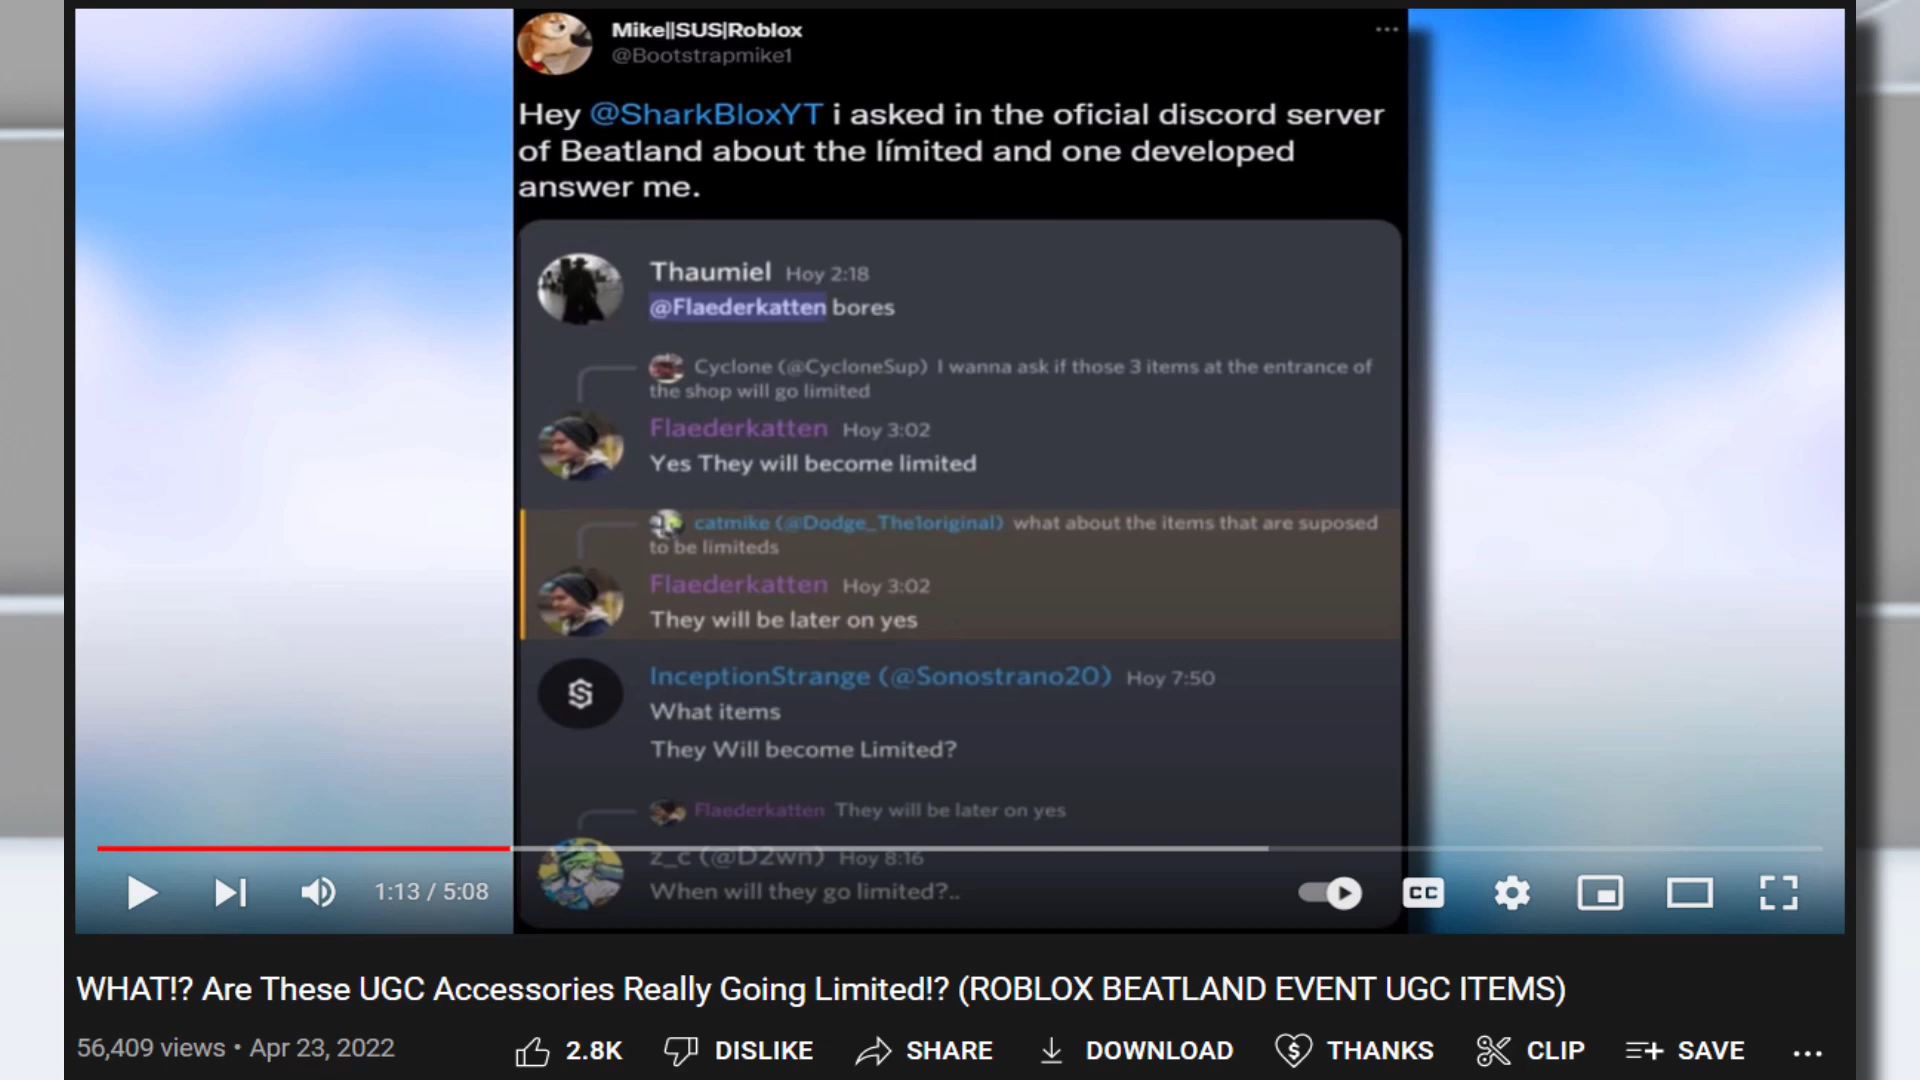 Mike||SUS|Roblox
@Bootstrapmike1
Hey @SharkBloxYT i asked in the oficial discord server
of Beatland about the límited and one developed
answer me.
Thaumiel Hoy 2:18
@Flaederkatten bores
Cyclone (@CycloneSup) I wanna ask if those 3 items at the entrance of
the shop will go limited
Flaederkatten Hoy 3:02
Yes They will become limited
catmike (@Dodge_The1original) what about the items that are suposed
to be limiteds
Flaederkatten Hoy 3:02
They will be later on yes
InceptionStrange (@Sonostrano20) Hoy 7:50
What items
They Will become Limited?
Flaederkatten They will be later on yes
z_c (@D2wn) Hoy 8:16
When will they go limited?..
1:13 / 5:08
CC
WHAT!? Are These UGC Accessories Really Going Limited!? (ROBLOX BEATLAND EVENT UGC ITEMS)
56,409 views • Apr 23, 2022
2.8K DISLIKE SHARE DOWNLOAD THANKS CLIP SAVE